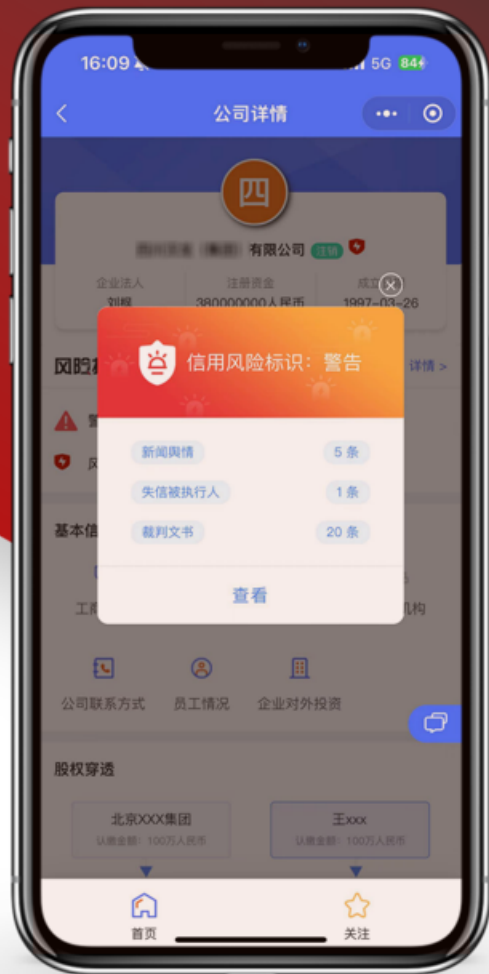 16:09
5G 84
公司详情
四
有限公司 注销
企业法人 注册资金 成立
刘枫 380000000人民币 1997-03-26
信用风险标识：警告
详情 >
新闻舆情 5 条
失信被执行人 1 条
裁判文书 20 条
查看
基本信
机构
公司联系方式 员工情况 企业对外投资
股权穿透
北京XXX集团 王xxx
认缴金额：100万人民币 认缴金额：100万人民币
首页 关注